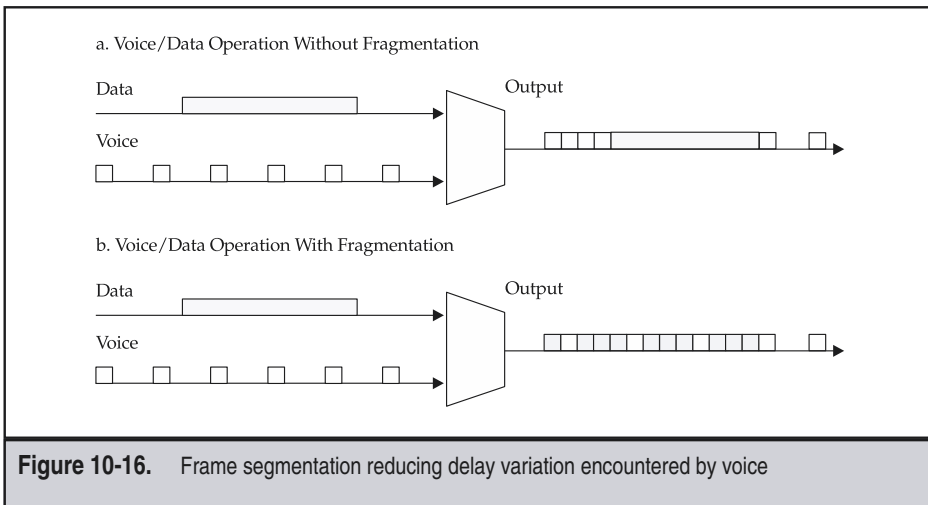 a. Voice/Data Operation Without Fragmentation
Data
Output
Voice
b. Voice/Data Operation With Fragmentation
Data
Output
Voice
Figure 10-16. Frame segmentation reducing delay variation encountered by voice